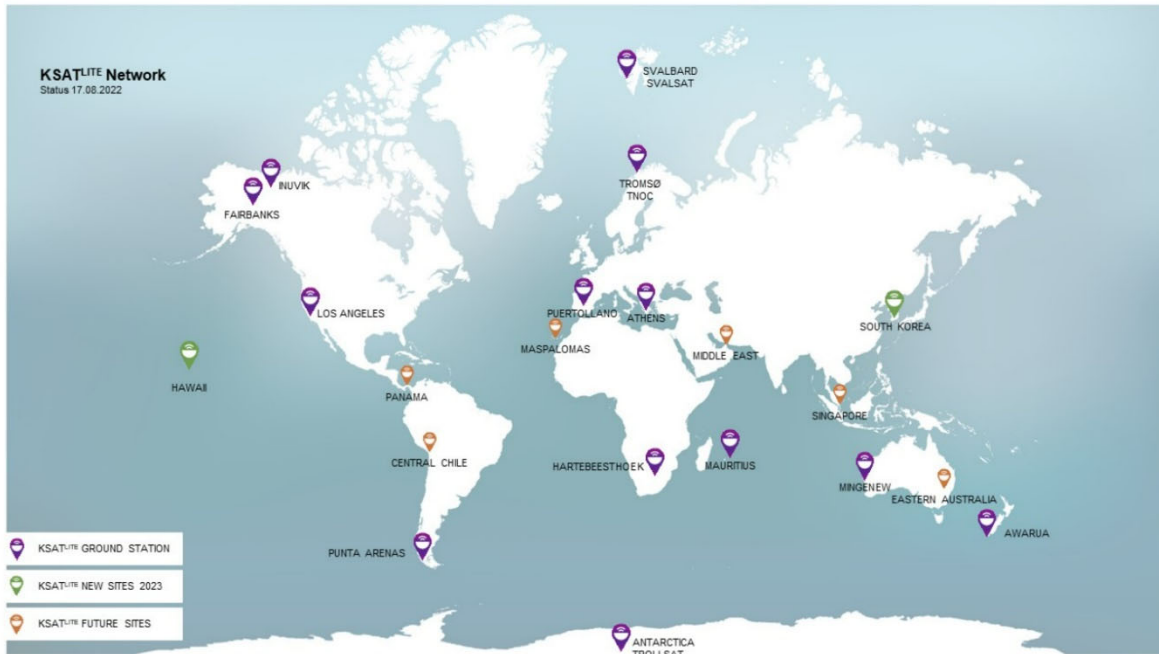 KSATLITE Network
Status 17.08.2022
SVALBARD
SVALSAT
INUVIK
TROMSØ
TNOC
FAIRBANKS
LOS ANGELES
PUERTOLLANO
ATHENS
SOUTH KOREA
MASPALOMAS
MIDDLE EAST
HAWAII
PANAMA
SINGAPORE
CENTRAL CHILE
HARTEBEESTHOEK
MAURITIUS
MINGENEW
EASTERN AUSTRALIA
AWARUA
PUNTA ARENAS
KSATLITE GROUND STATION
KSATLITE NEW SITES 2023
KSATLITE FUTURE SITES
ANTARCTICA
TROLLSAT